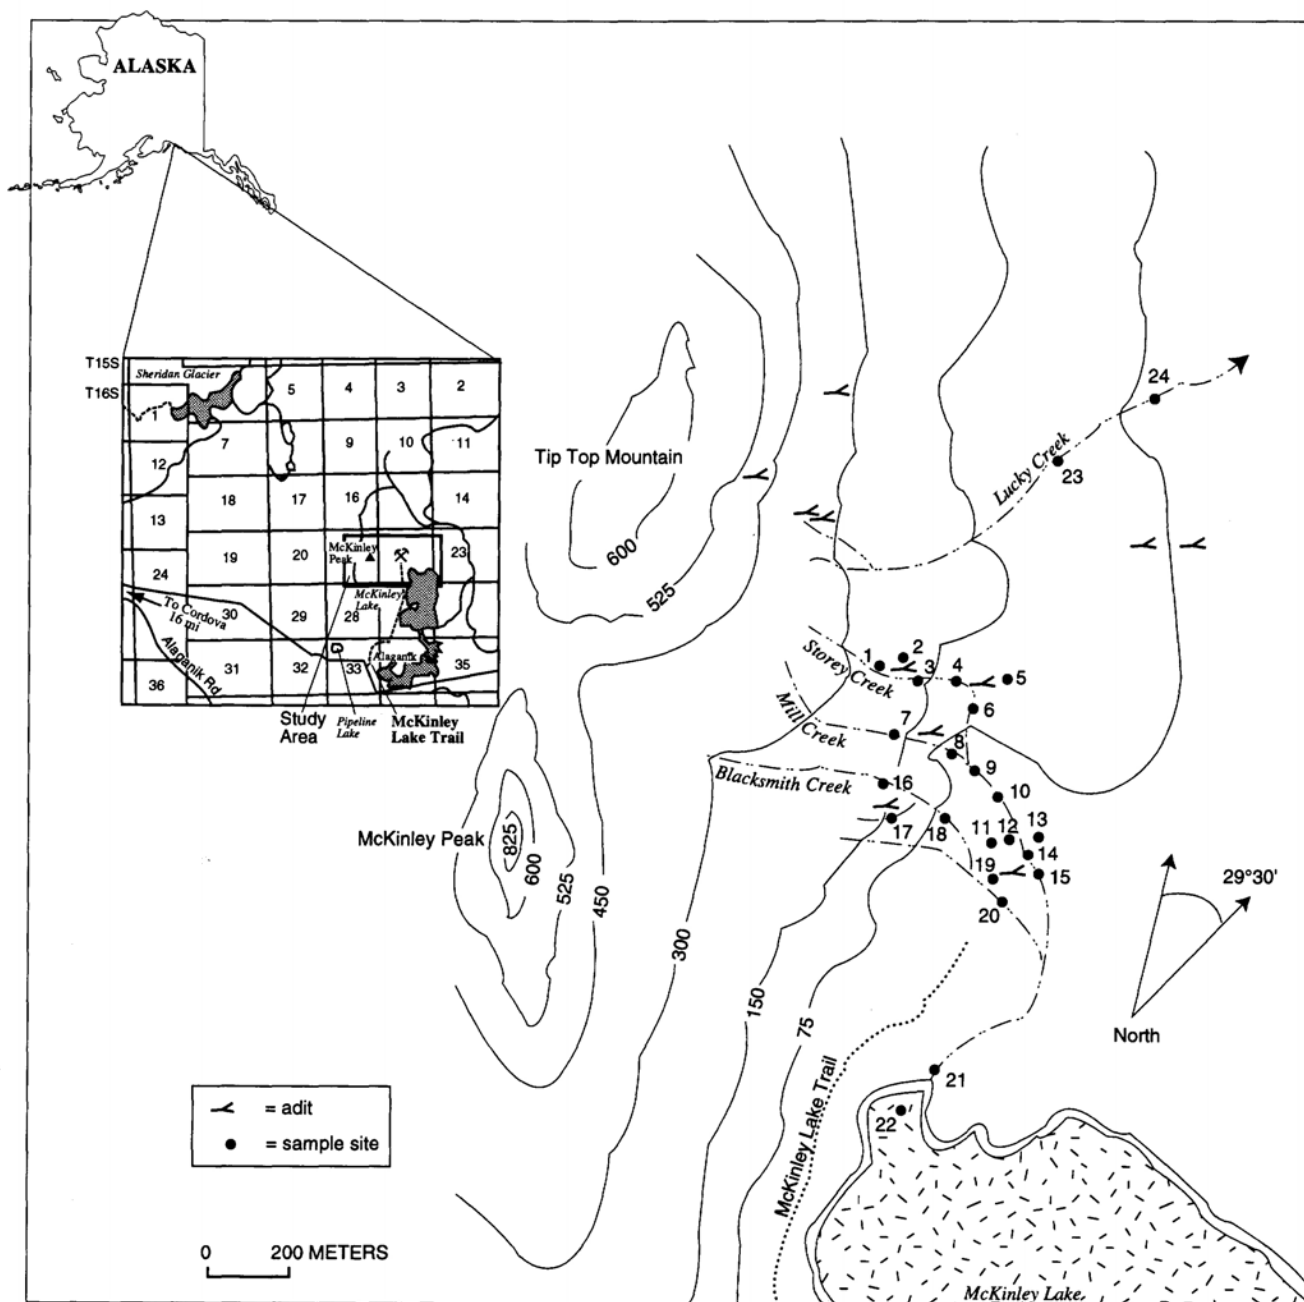 ALASKA
T15S
T16S
Sheridan Glacier
5
4
3
2
1
7
9
10
11
12
18
17
16
14
13
19
20
McKinley
Peak
23
24
McKinley
Lake
To Cordova
16 mi
30
29
28
Alaganik Rd
31
32
33
Alaganik
35
36
Study
Area
Pipeline
Lake
McKinley
Lake Trail
Tip Top Mountain
600
525
McKinley Peak
825
600
525
450
300
150
75
Lucky Creek
24
23
Storey Creek
1
2
3
4
5
6
Mill Creek
7
8
9
10
Blacksmith Creek
16
17
18
11
12
13
14
19
15
20
29°30'
North
McKinley Lake Trail
21
22
McKinley Lake
= adit
= sample site
0 200 METERS